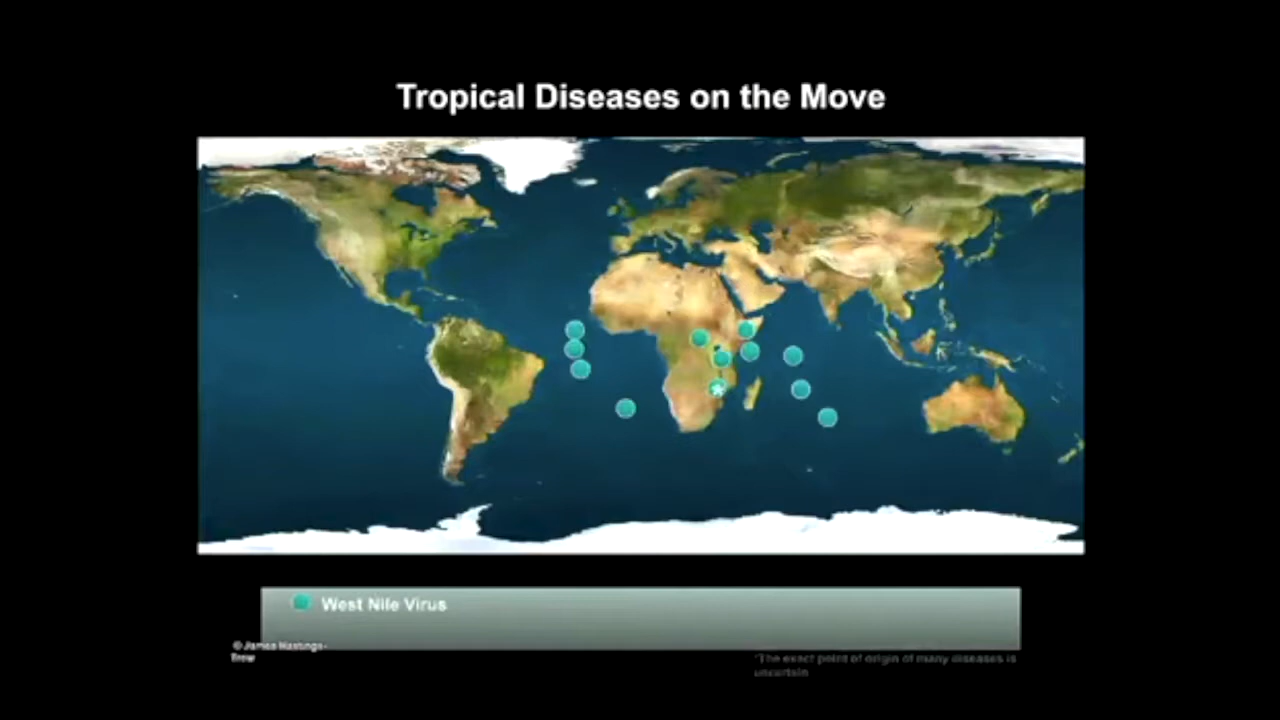 Tropical Diseases on the Move
West Nile Virus
© James Hastings-
Trew
*The exact point of origin of many diseases is
uncertain